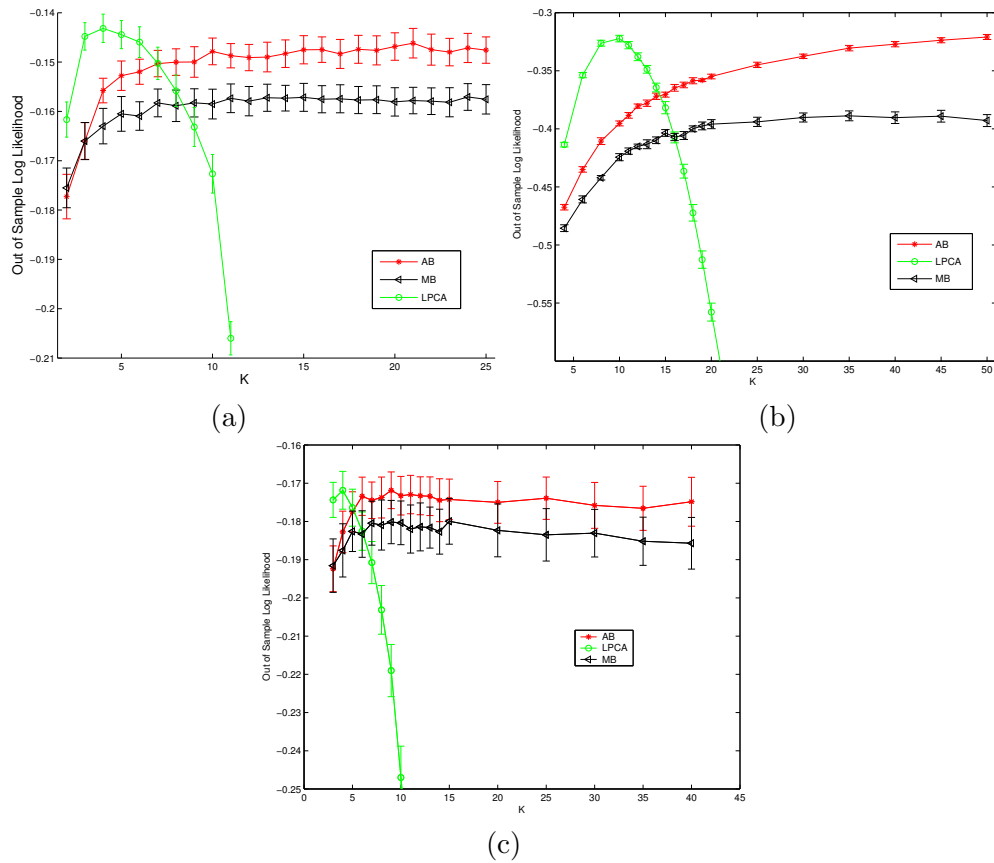 −0.14
−0.15
−0.16
−0.17
−0.18
−0.19
−0.2
−0.21
Out of Sample Log Likelihood
5
10
15
20
25
K
AB
MB
LPCA
(a)
−0.3
−0.35
−0.4
−0.45
−0.5
−0.55
Out of Sample Log Likelihood
5
10
15
20
25
30
35
40
45
50
K
AB
LPCA
MB
(b)
−0.16
−0.17
−0.18
−0.19
−0.2
−0.21
−0.22
−0.23
−0.24
−0.25
Out of Sample Log Likelihood
0
5
10
15
20
25
30
35
40
45
K
AB
LPCA
MB
(c)